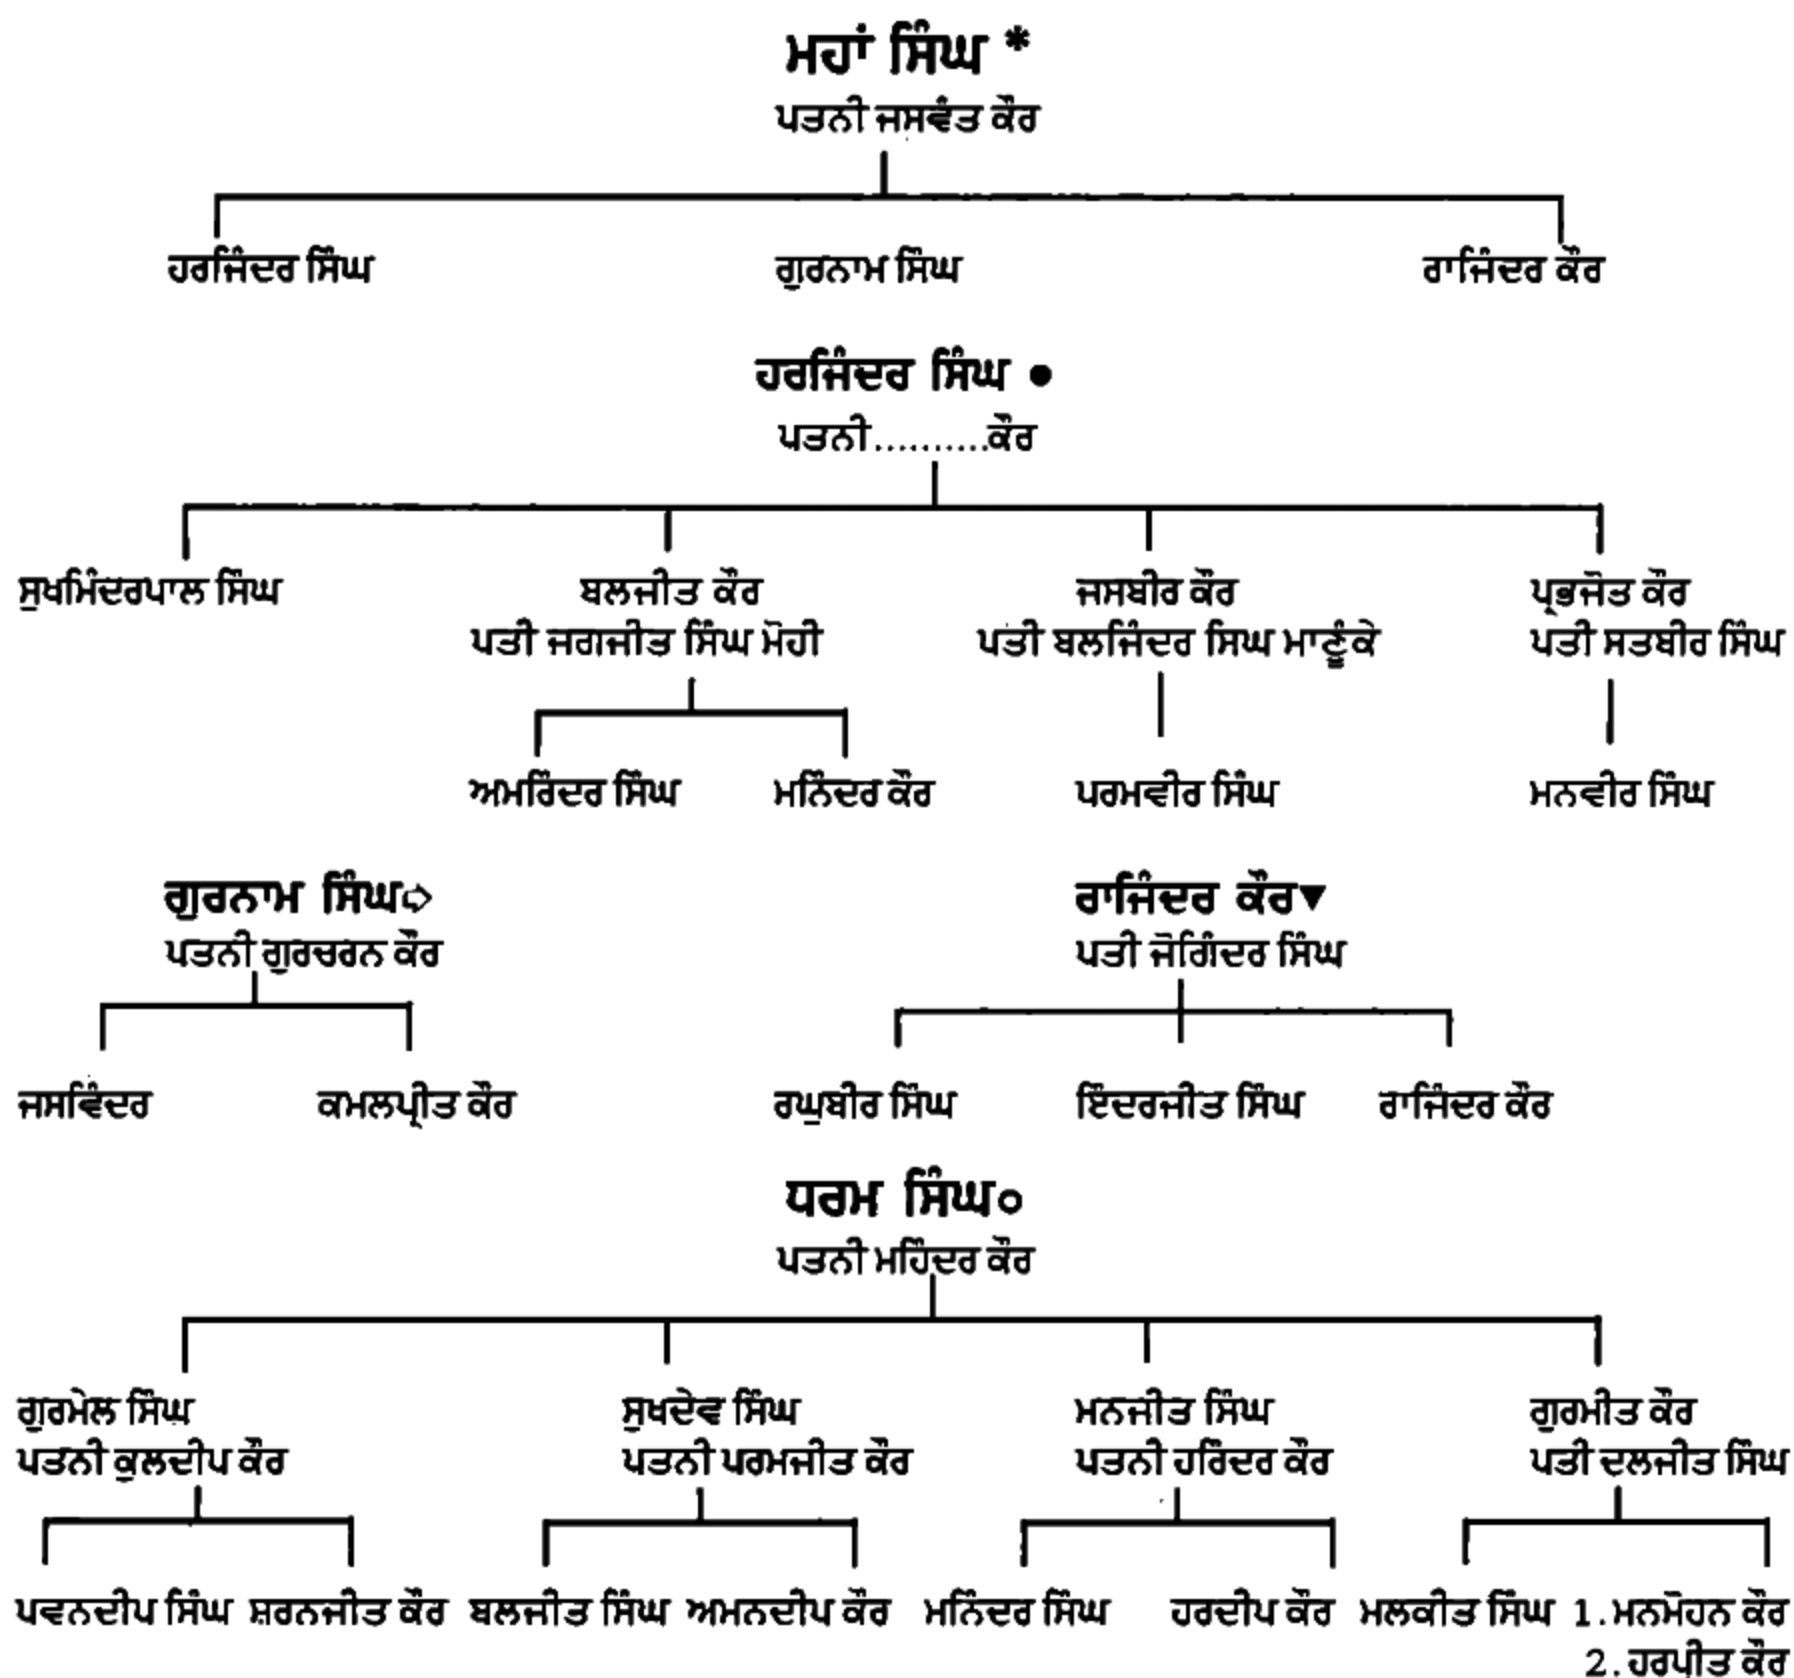 ਮਹਾਂ ਸਿੰਘ *
ਪਤਨੀ ਜਸਵੰਤ ਕੌਰ
ਹਰਜਿੰਦਰ ਸਿੰਘ ਗੁਰਨਾਮ ਸਿੰਘ ਰਾਜਿੰਦਰ ਕੌਰ
ਹਰਜਿੰਦਰ ਸਿੰਘ ●
ਪਤਨੀ..........ਕੌਰ
ਸੁਖਮਿੰਦਰਪਾਲ ਸਿੰਘ ਬਲਜੀਤ ਕੌਰ ਜਸਬੀਰ ਕੌਰ ਪ੍ਰਭਜੋਤ ਕੌਰ
ਪਤੀ ਜਗਜੀਤ ਸਿੰਘ ਮੋਹੀ ਪਤੀ ਬਲਜਿੰਦਰ ਸਿਘ ਮਾਣੂੰਕੇ ਪਤੀ ਸਤਬੀਰ ਸਿੰਘ
ਅਮਰਿੰਦਰ ਸਿੰਘ ਮਨਿੰਦਰ ਕੌਰ ਪਰਮਵੀਰ ਸਿੰਘ ਮਨਵੀਰ ਸਿੰਘ
ਗੁਰਨਾਮ ਸਿੰਘ➪ ਰਾਜਿੰਦਰ ਕੌਰ▼
ਪਤਨੀ ਗੁਰਚਰਨ ਕੌਰ ਪਤੀ ਜੋਗਿੰਦਰ ਸਿੰਘ
ਜਸਵਿੰਦਰ ਕਮਲਪ੍ਰੀਤ ਕੌਰ ਰਘੁਬੀਰ ਸਿੰਘ ਇੰਦਰਜੀਤ ਸਿੰਘ ਰਾਜਿੰਦਰ ਕੌਰ
ਧਰਮ ਸਿੰਘ੦
ਪਤਨੀ ਮਹਿੰਦਰ ਕੌਰ
ਗੁਰਮੇਲ ਸਿੰਘ ਸੁਖਦੇਵ ਸਿੰਘ ਮਨਜੀਤ ਸਿੰਘ ਗੁਰਮੀਤ ਕੌਰ
ਪਤਨੀ ਕੁਲਦੀਪ ਕੌਰ ਪਤਨੀ ਪਰਮਜੀਤ ਕੌਰ ਪਤਨੀ ਹਰਿੰਦਰ ਕੌਰ ਪਤੀ ਦਲਜੀਤ ਸਿੰਘ
ਪਵਨਦੀਪ ਸਿੰਘ ਸ਼ਰਨਜੀਤ ਕੌਰ ਬਲਜੀਤ ਸਿੰਘ ਅਮਨਦੀਪ ਕੌਰ ਮਨਿੰਦਰ ਸਿੰਘ ਹਰਦੀਪ ਕੌਰ ਮਲਕੀਤ ਸਿੰਘ 1.ਮਨਮੋਹਨ ਕੌਰ
2.ਹਰਪ੍ਰੀਤ ਕੌਰ